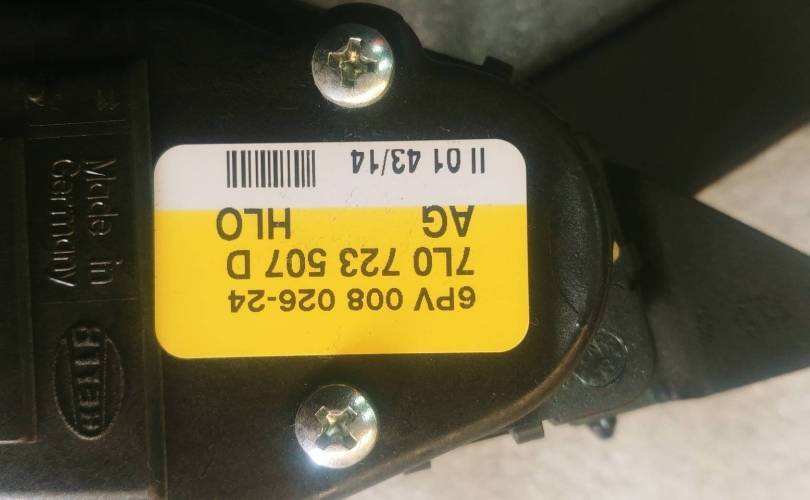 6PV 008 026-24
7L0 723 507 D
AG HLO
II 01 43/14
Made in
Germany
HELLA